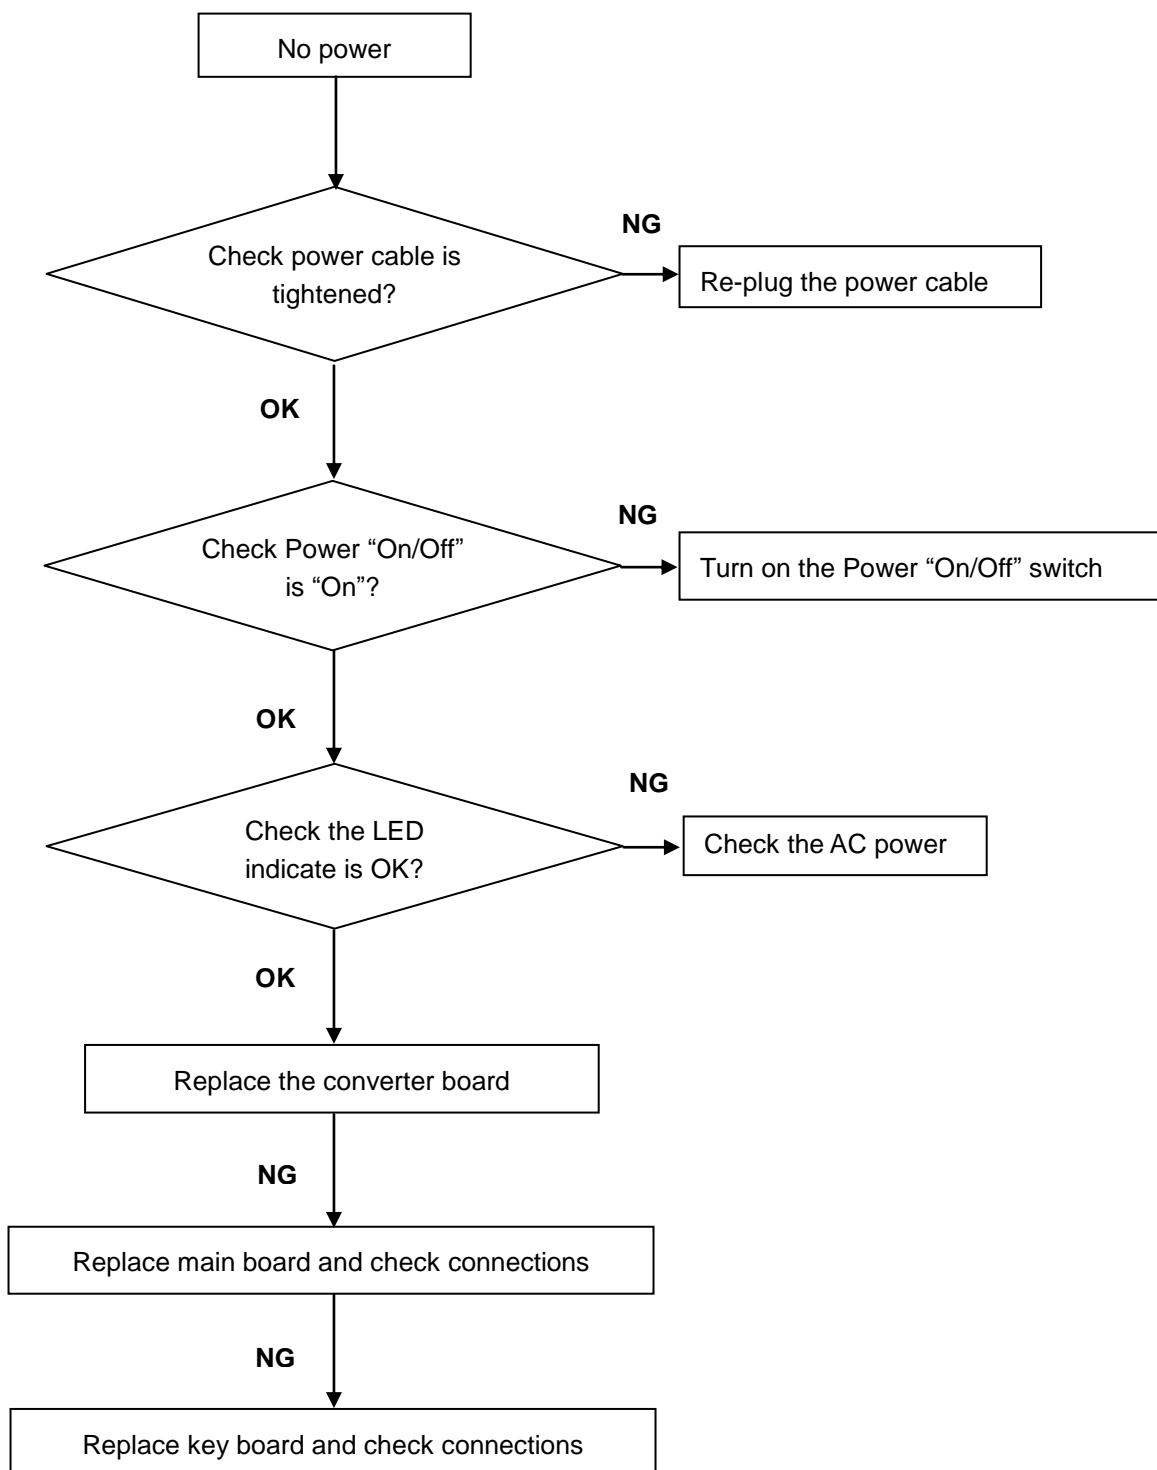 No power
Check power cable is
tightened?
NG
Re-plug the power cable
OK
Check Power “On/Off”
is “On”?
NG
Turn on the Power “On/Off” switch
OK
Check the LED
indicate is OK?
NG
Check the AC power
OK
Replace the converter board
NG
Replace main board and check connections
NG
Replace key board and check connections